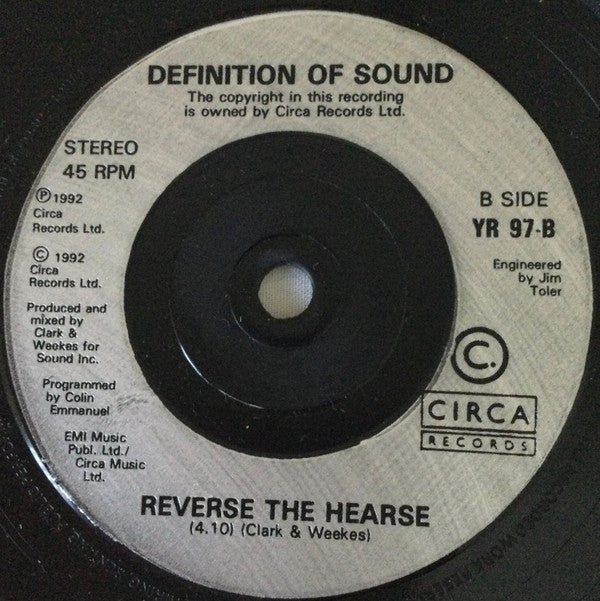 DEFINITION OF SOUND
The copyright in this recording
is owned by Circa Records Ltd.
STEREO
45 RPM
Ⓟ1992
Circa
Records Ltd.
© 1992
Circa
Records Ltd.
Produced and
mixed by
Clark &
Weekes for
Sound Inc.
Programmed
by Colin
Emmanuel
EMI Music
Publ. Ltd./
Circa Music
Ltd.
B SIDE
YR 97-B
Engineered
by Jim
Toler
C.
CIRCA
RECORDS
REVERSE THE HEARSE
(4.10) (Clark & Weekes)